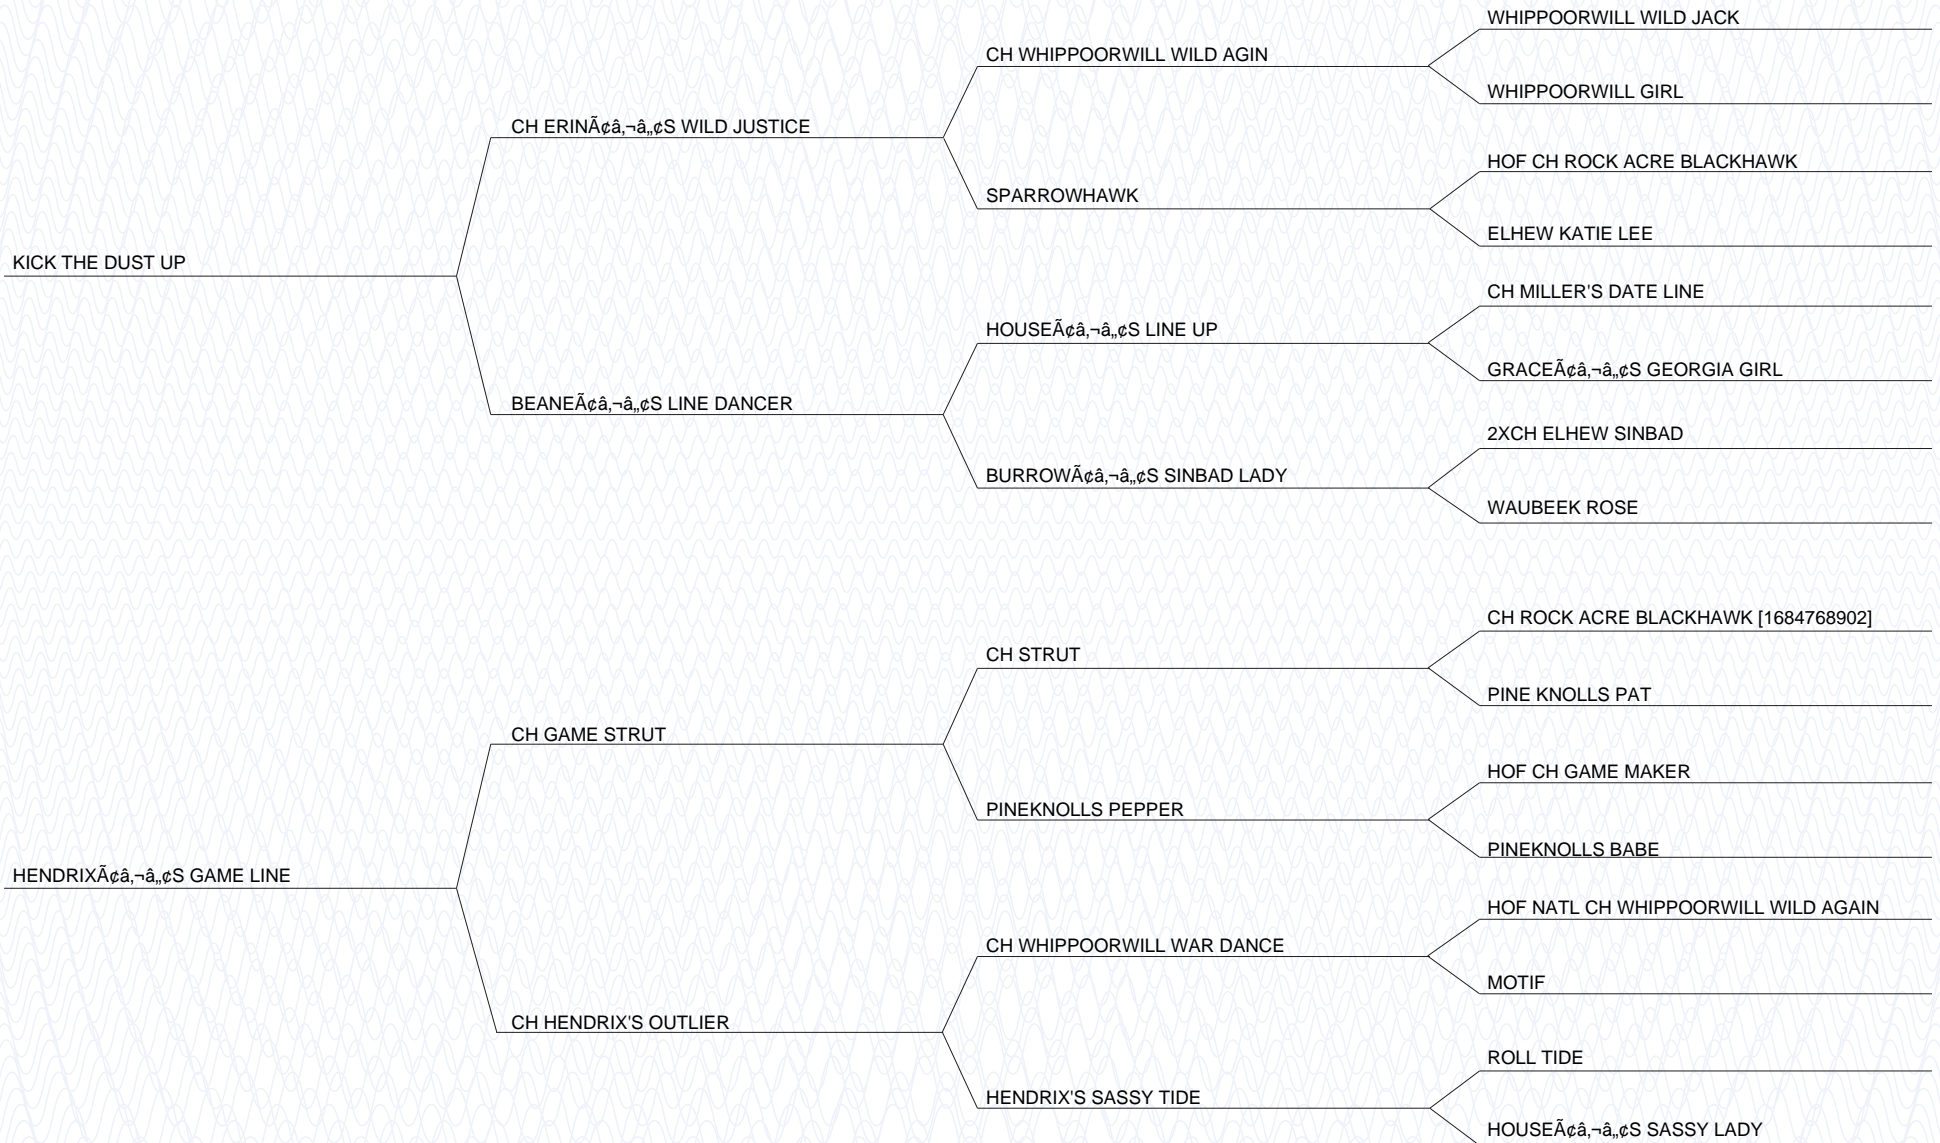 WHIPPOORWILL WILD JACK
CH WHIPPOORWILL WILD AGIN
WHIPPOORWILL GIRL
CH ERINÃ¢â‚¬â„¢S WILD JUSTICE
HOF CH ROCK ACRE BLACKHAWK
SPARROWHAWK
ELHEW KATIE LEE
KICK THE DUST UP
CH MILLER'S DATE LINE
HOUSEÃ¢â‚¬â„¢S LINE UP
GRACEÃ¢â‚¬â„¢S GEORGIA GIRL
BEANEÃ¢â‚¬â„¢S LINE DANCER
2XCH ELHEW SINBAD
BURROWÃ¢â‚¬â„¢S SINBAD LADY
WAUBEEK ROSE
CH ROCK ACRE BLACKHAWK [1684768902]
CH STRUT
PINE KNOLLS PAT
CH GAME STRUT
HOF CH GAME MAKER
PINEKNOLLS PEPPER
PINEKNOLLS BABE
HENDRIXÃ¢â‚¬â„¢S GAME LINE
HOF NATL CH WHIPPOORWILL WILD AGAIN
CH WHIPPOORWILL WAR DANCE
MOTIF
CH HENDRIX'S OUTLIER
ROLL TIDE
HENDRIX'S SASSY TIDE
HOUSEÃ¢â‚¬â„¢S SASSY LADY